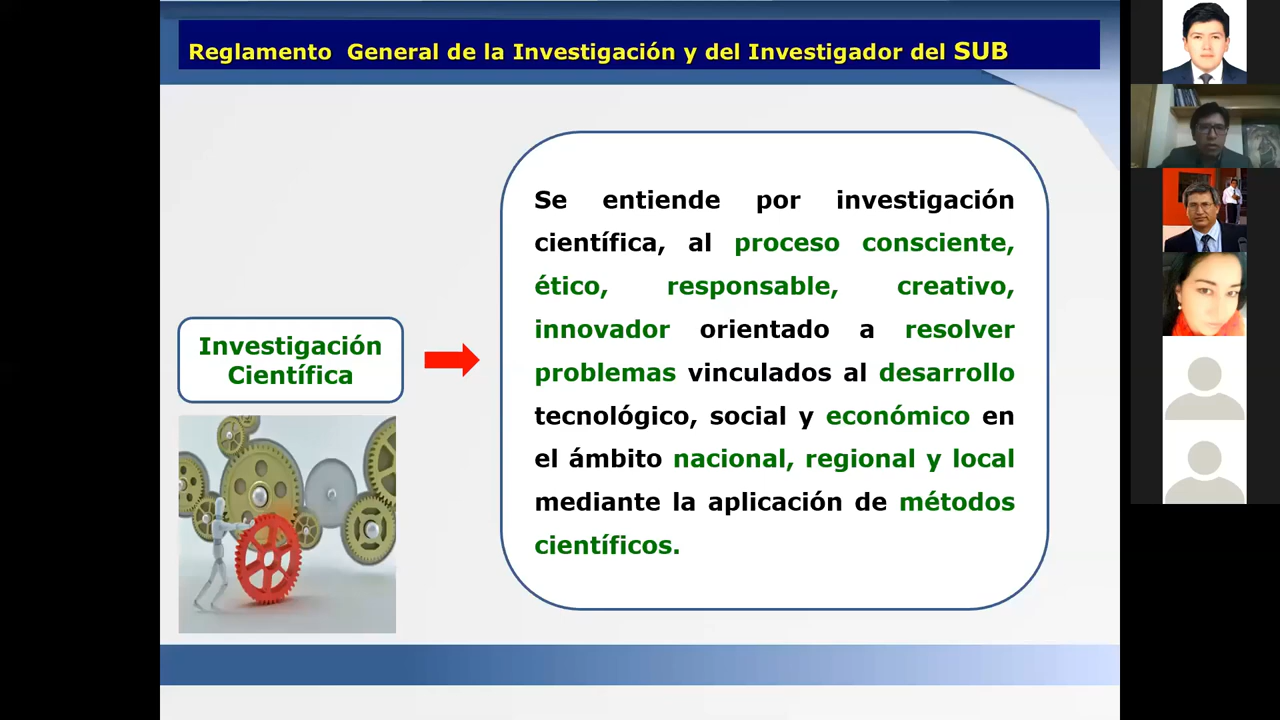 Reglamento General de la Investigación y del Investigador del SUB
Investigación
Científica
Se entiende por investigación
científica, al proceso consciente,
ético, responsable, creativo,
innovador orientado a resolver
problemas vinculados al desarrollo
tecnológico, social y económico en
el ámbito nacional, regional y local
mediante la aplicación de métodos
científicos.